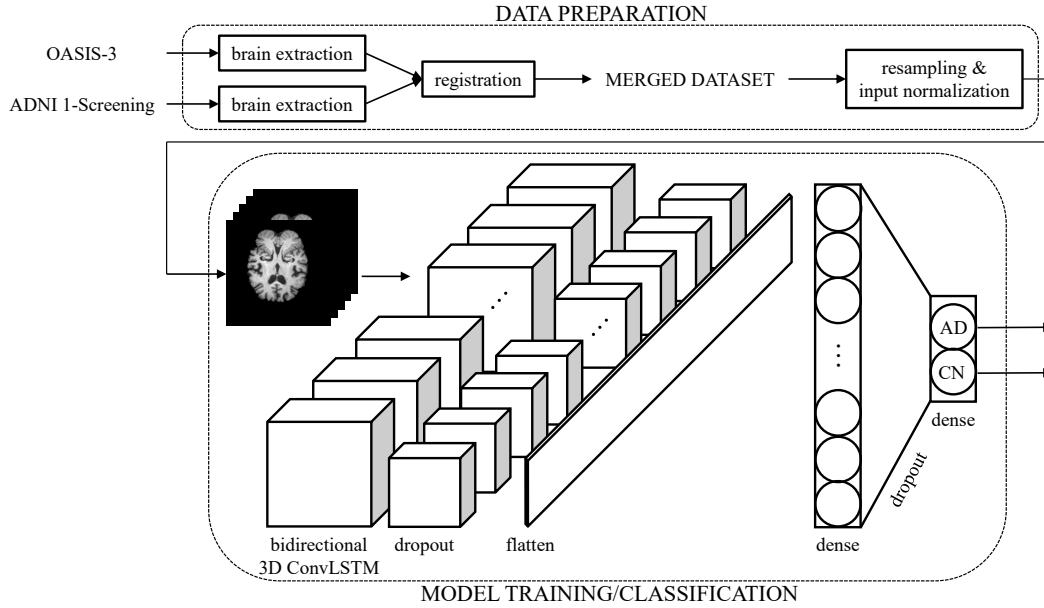 DATA PREPARATION
OASIS-3
brain extraction
registration
MERGED DATASET
resampling &
input normalization
ADNI 1-Screening
brain extraction
AD
CN
dense
dropout
bidirectional
3D ConvLSTM
dropout
flatten
dense
MODEL TRAINING/CLASSIFICATION